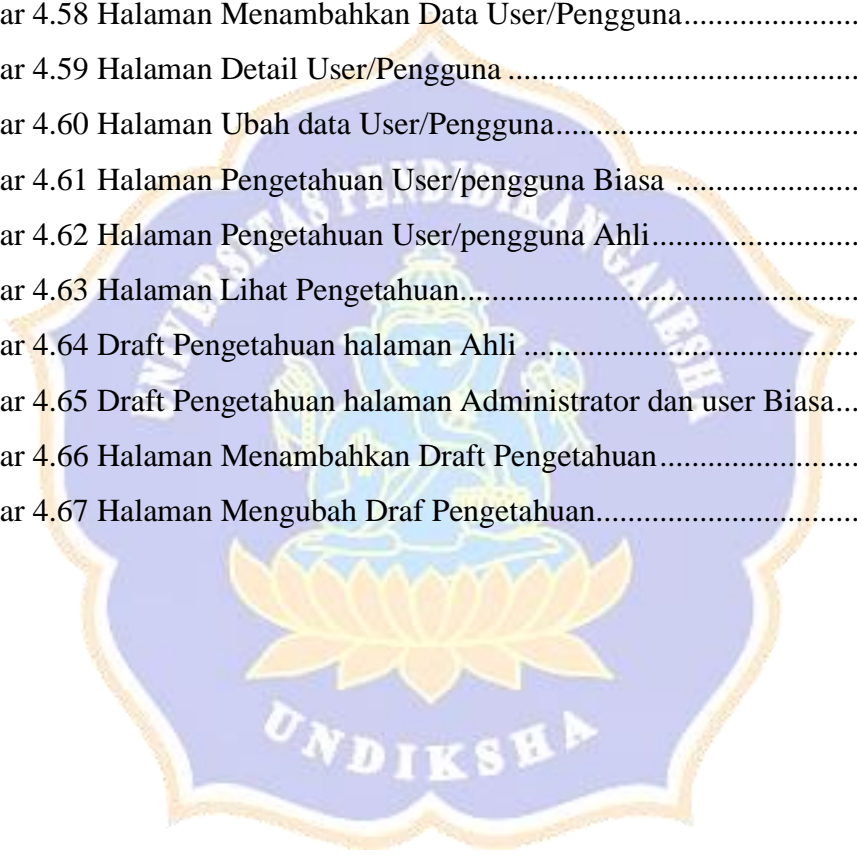 ar 4.58 Halaman Menambahkan Data User/Pengguna.....................
ar 4.59 Halaman Detail User/Pengguna ..........................................
ar 4.60 Halaman Ubah data User/Pengguna....................................
ar 4.61 Halaman Pengetahuan User/pengguna Biasa ......................
ar 4.62 Halaman Pengetahuan User/pengguna Ahli.........................
ar 4.63 Halaman Lihat Pengetahuan................................................
ar 4.64 Draft Pengetahuan halaman Ahli ........................................
ar 4.65 Draft Pengetahuan halaman Administrator dan user Biasa...
ar 4.66 Halaman Menambahkan Draft Pengetahuan........................
ar 4.67 Halaman Mengubah Draf Pengetahuan................................
UNIVERSITAS PENDIDIKAN GANESH
UNDIKSHA